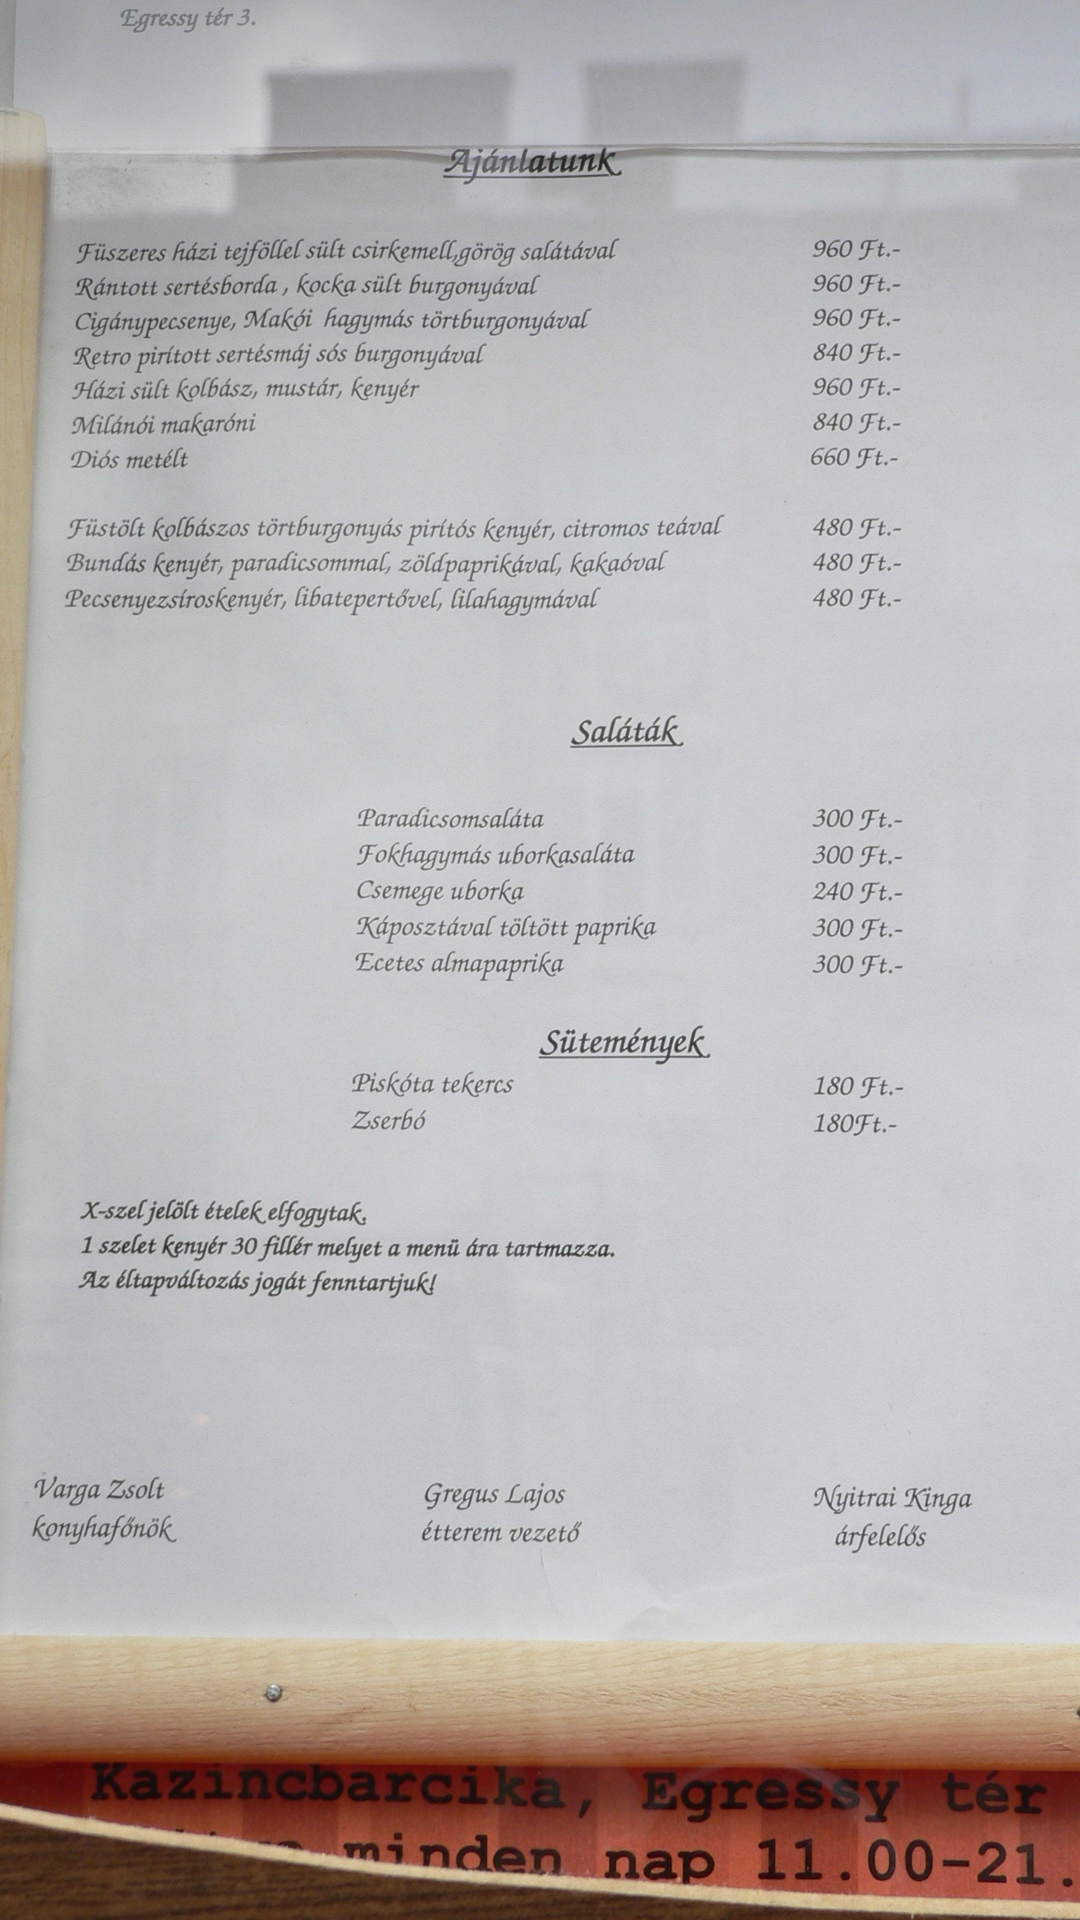 Egressy tér 3.
Ajánlatunk
Füszeres házi tejföllel sült csirkemell,görög salátával 960 Ft.-
Rántott sertésborda , kocka sült burgonyával 960 Ft.-
Cigánypecsenye, Makói hagymás törtburgonyával 960 Ft.-
Retro pirított sertésmáj sós burgonyával 840 Ft.-
Házi sült kolbász, mustár, kenyér 960 Ft.-
Milánói makaróni 840 Ft.-
Diós metélt 660 Ft.-
Füstölt kolbászos törtburgonyás pirítós kenyér, citromos teával 480 Ft.-
Bundás kenyér, paradicsommal, zöldpaprikával, kakaóval 480 Ft.-
Pecsenyezsíroskenyér, libatepertővel, lilahagymával 480 Ft.-
Saláták
Paradicsomsaláta 300 Ft.-
Fokhagymás uborkasaláta 300 Ft.-
Csemege uborka 240 Ft.-
Káposztával töltött paprika 300 Ft.-
Ecetes almapaprika 300 Ft.-
Sütemények
Piskóta tekercs 180 Ft.-
Zserbó 180Ft.-
X-szel jelölt ételek elfogytak.
1 szelet kenyér 30 fillér melyet a menü ára tartmazza.
Az éltapváltozás jogát fenntartjuk!
Varga Zsolt Gregus Lajos Nyitrai Kinga
konyhafőnök étterem vezető árfelelős
Kazincbarcika, Egressy tér
minden nap 11.00-21.